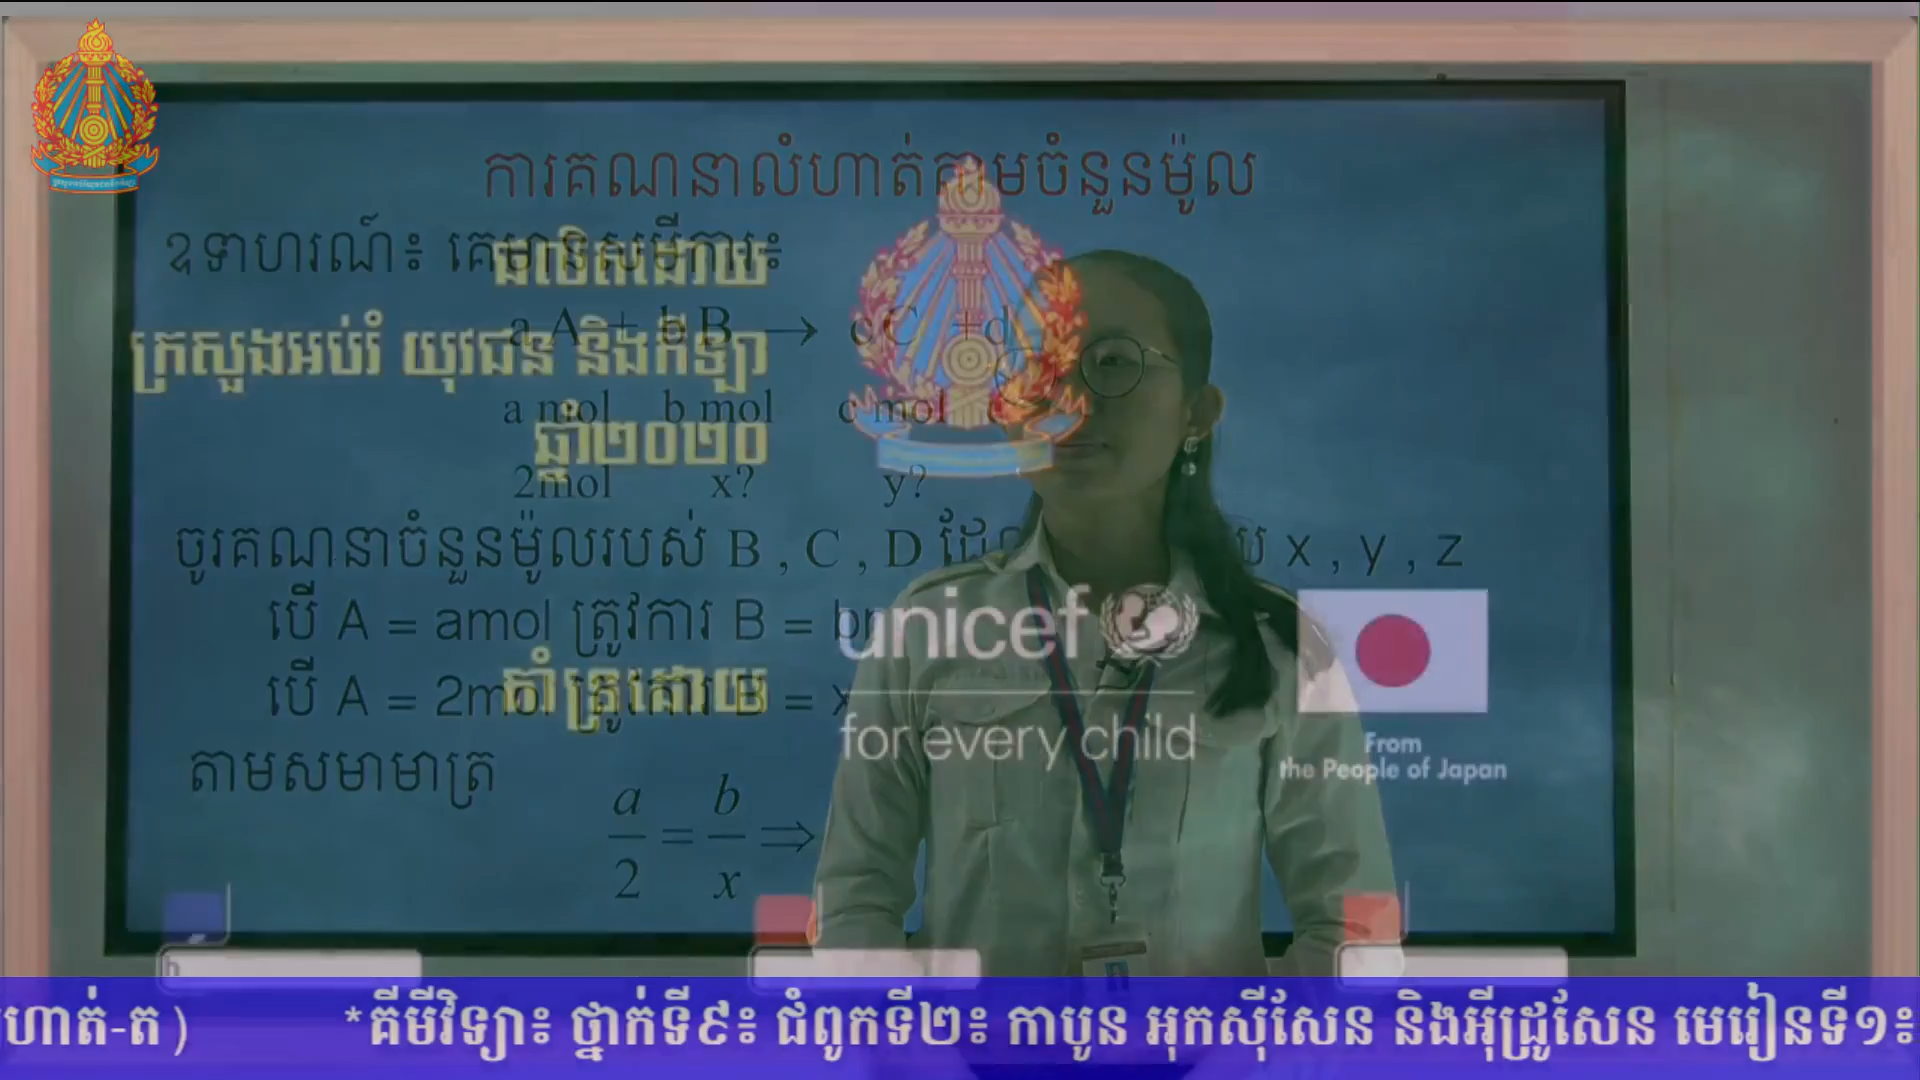 ការគណនាលំហាត់តាមចំនួនម៉ូល
ឧទាហរណ៍៖ គេមានសមីការ៖
ផលិតដោយ
a A + b B → c C + d
ក្រសួងអប់រំ យុវជន និងកីឡា
a mol b mol c mol
ឆ្នាំ២០២០
2mol x? y?
ចូរគណនាចំនួនម៉ូលរបស់ B , C , D x , y , z
បើ A = amol ត្រូវការ B = b
unicef
បើ A = 2mol ត្រូវការ B = x
គាំទ្រដោយ
for every child
From
the People of Japan
តាមសមាមាត្រ
a/2 = b/x ⇒
ហាត់-ត ) *គីមីវិទ្យា៖ ថ្នាក់ទី៩៖ ជំពូកទី២៖ កាបូន អុកស៊ីសែន និងអ៊ីដ្រូសែន មេរៀនទី១៖